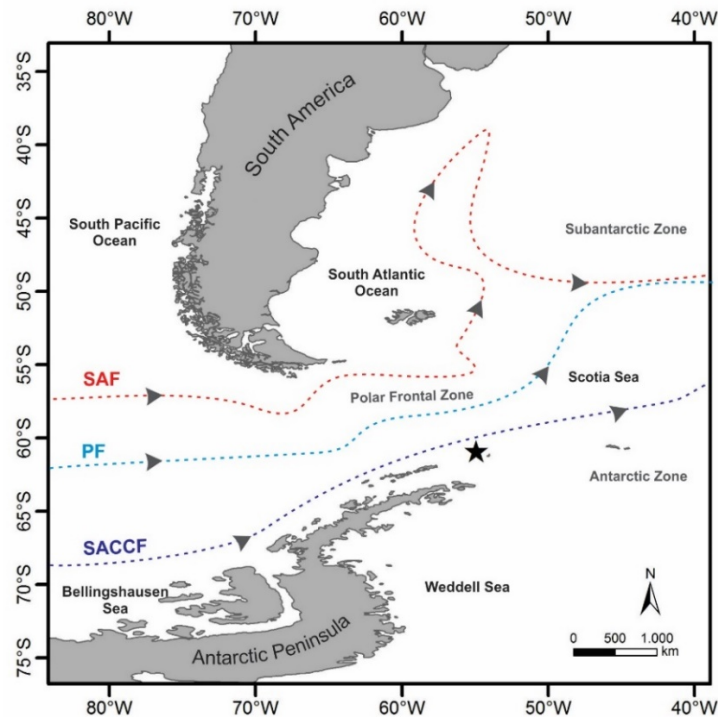 80°W 70°W 60°W 50°W 40°W
35°S
40°S
45°S
50°S
55°S
60°S
65°S
70°S
75°S
South America
South Pacific
Ocean
Subantarctic Zone
South Atlantic
Ocean
SAF
Polar Frontal Zone
Scotia Sea
PF
Antarctic Zone
SACCF
Bellingshausen
Sea
Weddell Sea
Antarctic Peninsula
N
0 500 1.000
km
80°W 70°W 60°W 50°W 40°W